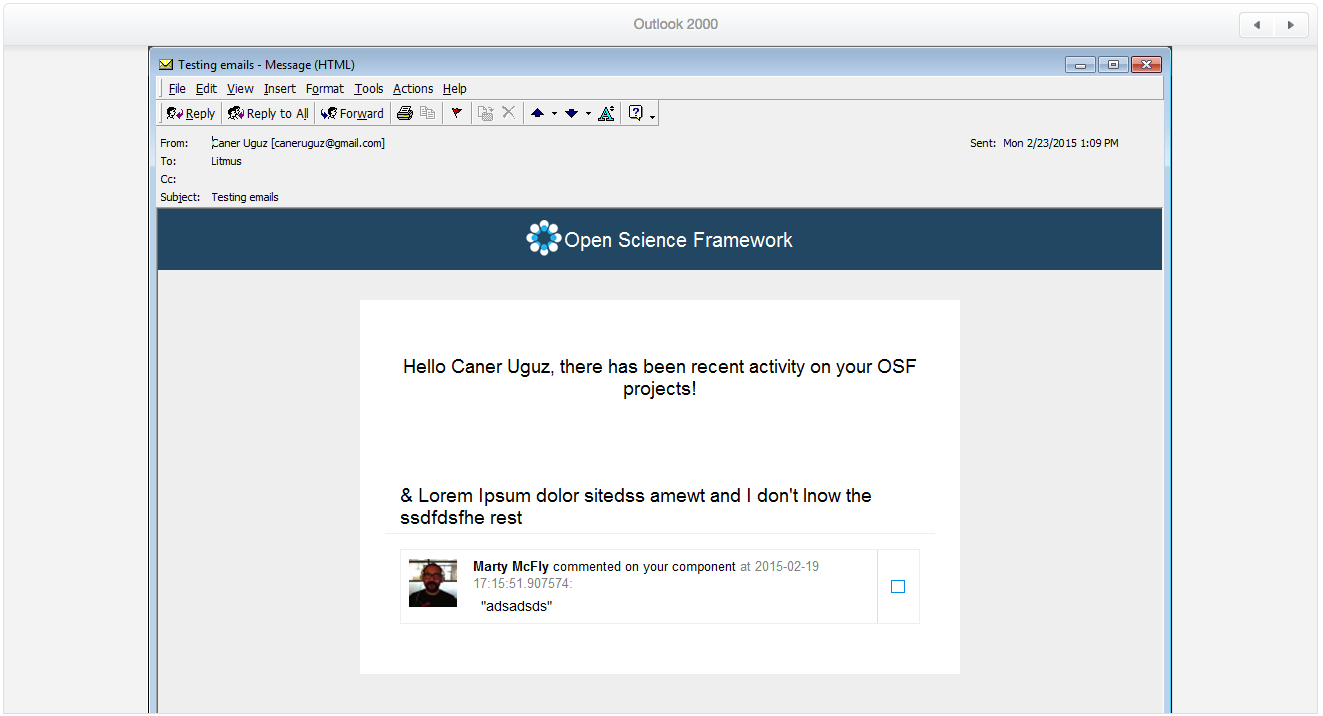 Outlook 2000
Testing emails - Message (HTML)
File Edit View Insert Format Tools Actions Help
Reply Reply to All Forward
From: Caner Uguz [caneruguz@gmail.com] Sent: Mon 2/23/2015 1:09 PM
To: Litmus
Cc:
Subject: Testing emails
Open Science Framework
Hello Caner Uguz, there has been recent activity on your OSF
projects!
& Lorem Ipsum dolor sitedss amewt and I don't lnow the
ssdfdsfhe rest
Marty McFly commented on your component at 2015-02-19
17:15:51.907574:
"adsadsds"